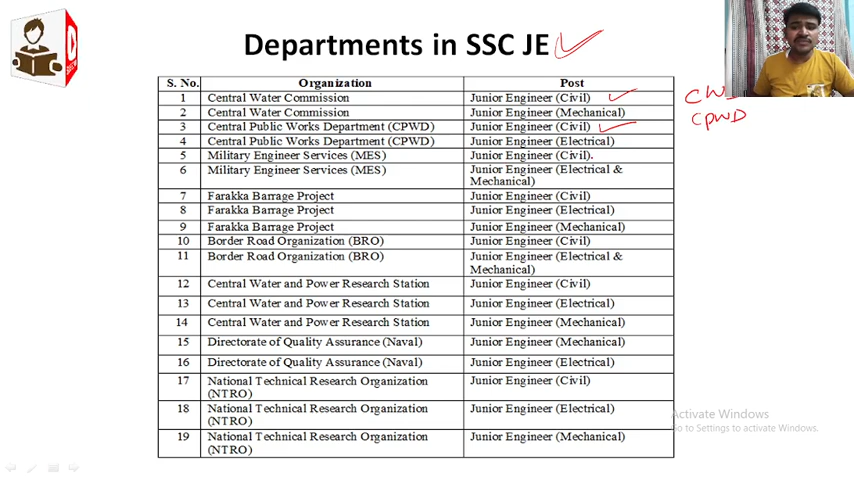 Departments in SSC JE
S. No. Organization Post
1 Central Water Commission Junior Engineer (Civil)
2 Central Water Commission Junior Engineer (Mechanical)
3 Central Public Works Department (CPWD) Junior Engineer (Civil)
4 Central Public Works Department (CPWD) Junior Engineer (Electrical)
5 Military Engineer Services (MES) Junior Engineer (Civil).
6 Military Engineer Services (MES) Junior Engineer (Electrical &
Mechanical)
7 Farakka Barrage Project Junior Engineer (Civil)
8 Farakka Barrage Project Junior Engineer (Electrical)
9 Farakka Barrage Project Junior Engineer (Mechanical)
10 Border Road Organization (BRO) Junior Engineer (Civil)
11 Border Road Organization (BRO) Junior Engineer (Electrical &
Mechanical)
12 Central Water and Power Research Station Junior Engineer (Civil)
13 Central Water and Power Research Station Junior Engineer (Electrical)
14 Central Water and Power Research Station Junior Engineer (Mechanical)
15 Directorate of Quality Assurance (Naval) Junior Engineer (Mechanical)
16 Directorate of Quality Assurance (Naval) Junior Engineer (Electrical)
17 National Technical Research Organization Junior Engineer (Civil)
(NTRO)
18 National Technical Research Organization Junior Engineer (Electrical)
(NTRO)
19 National Technical Research Organization Junior Engineer (Mechanical)
(NTRO)
CPWD
Activate Windows
Go to Settings to activate Windows.